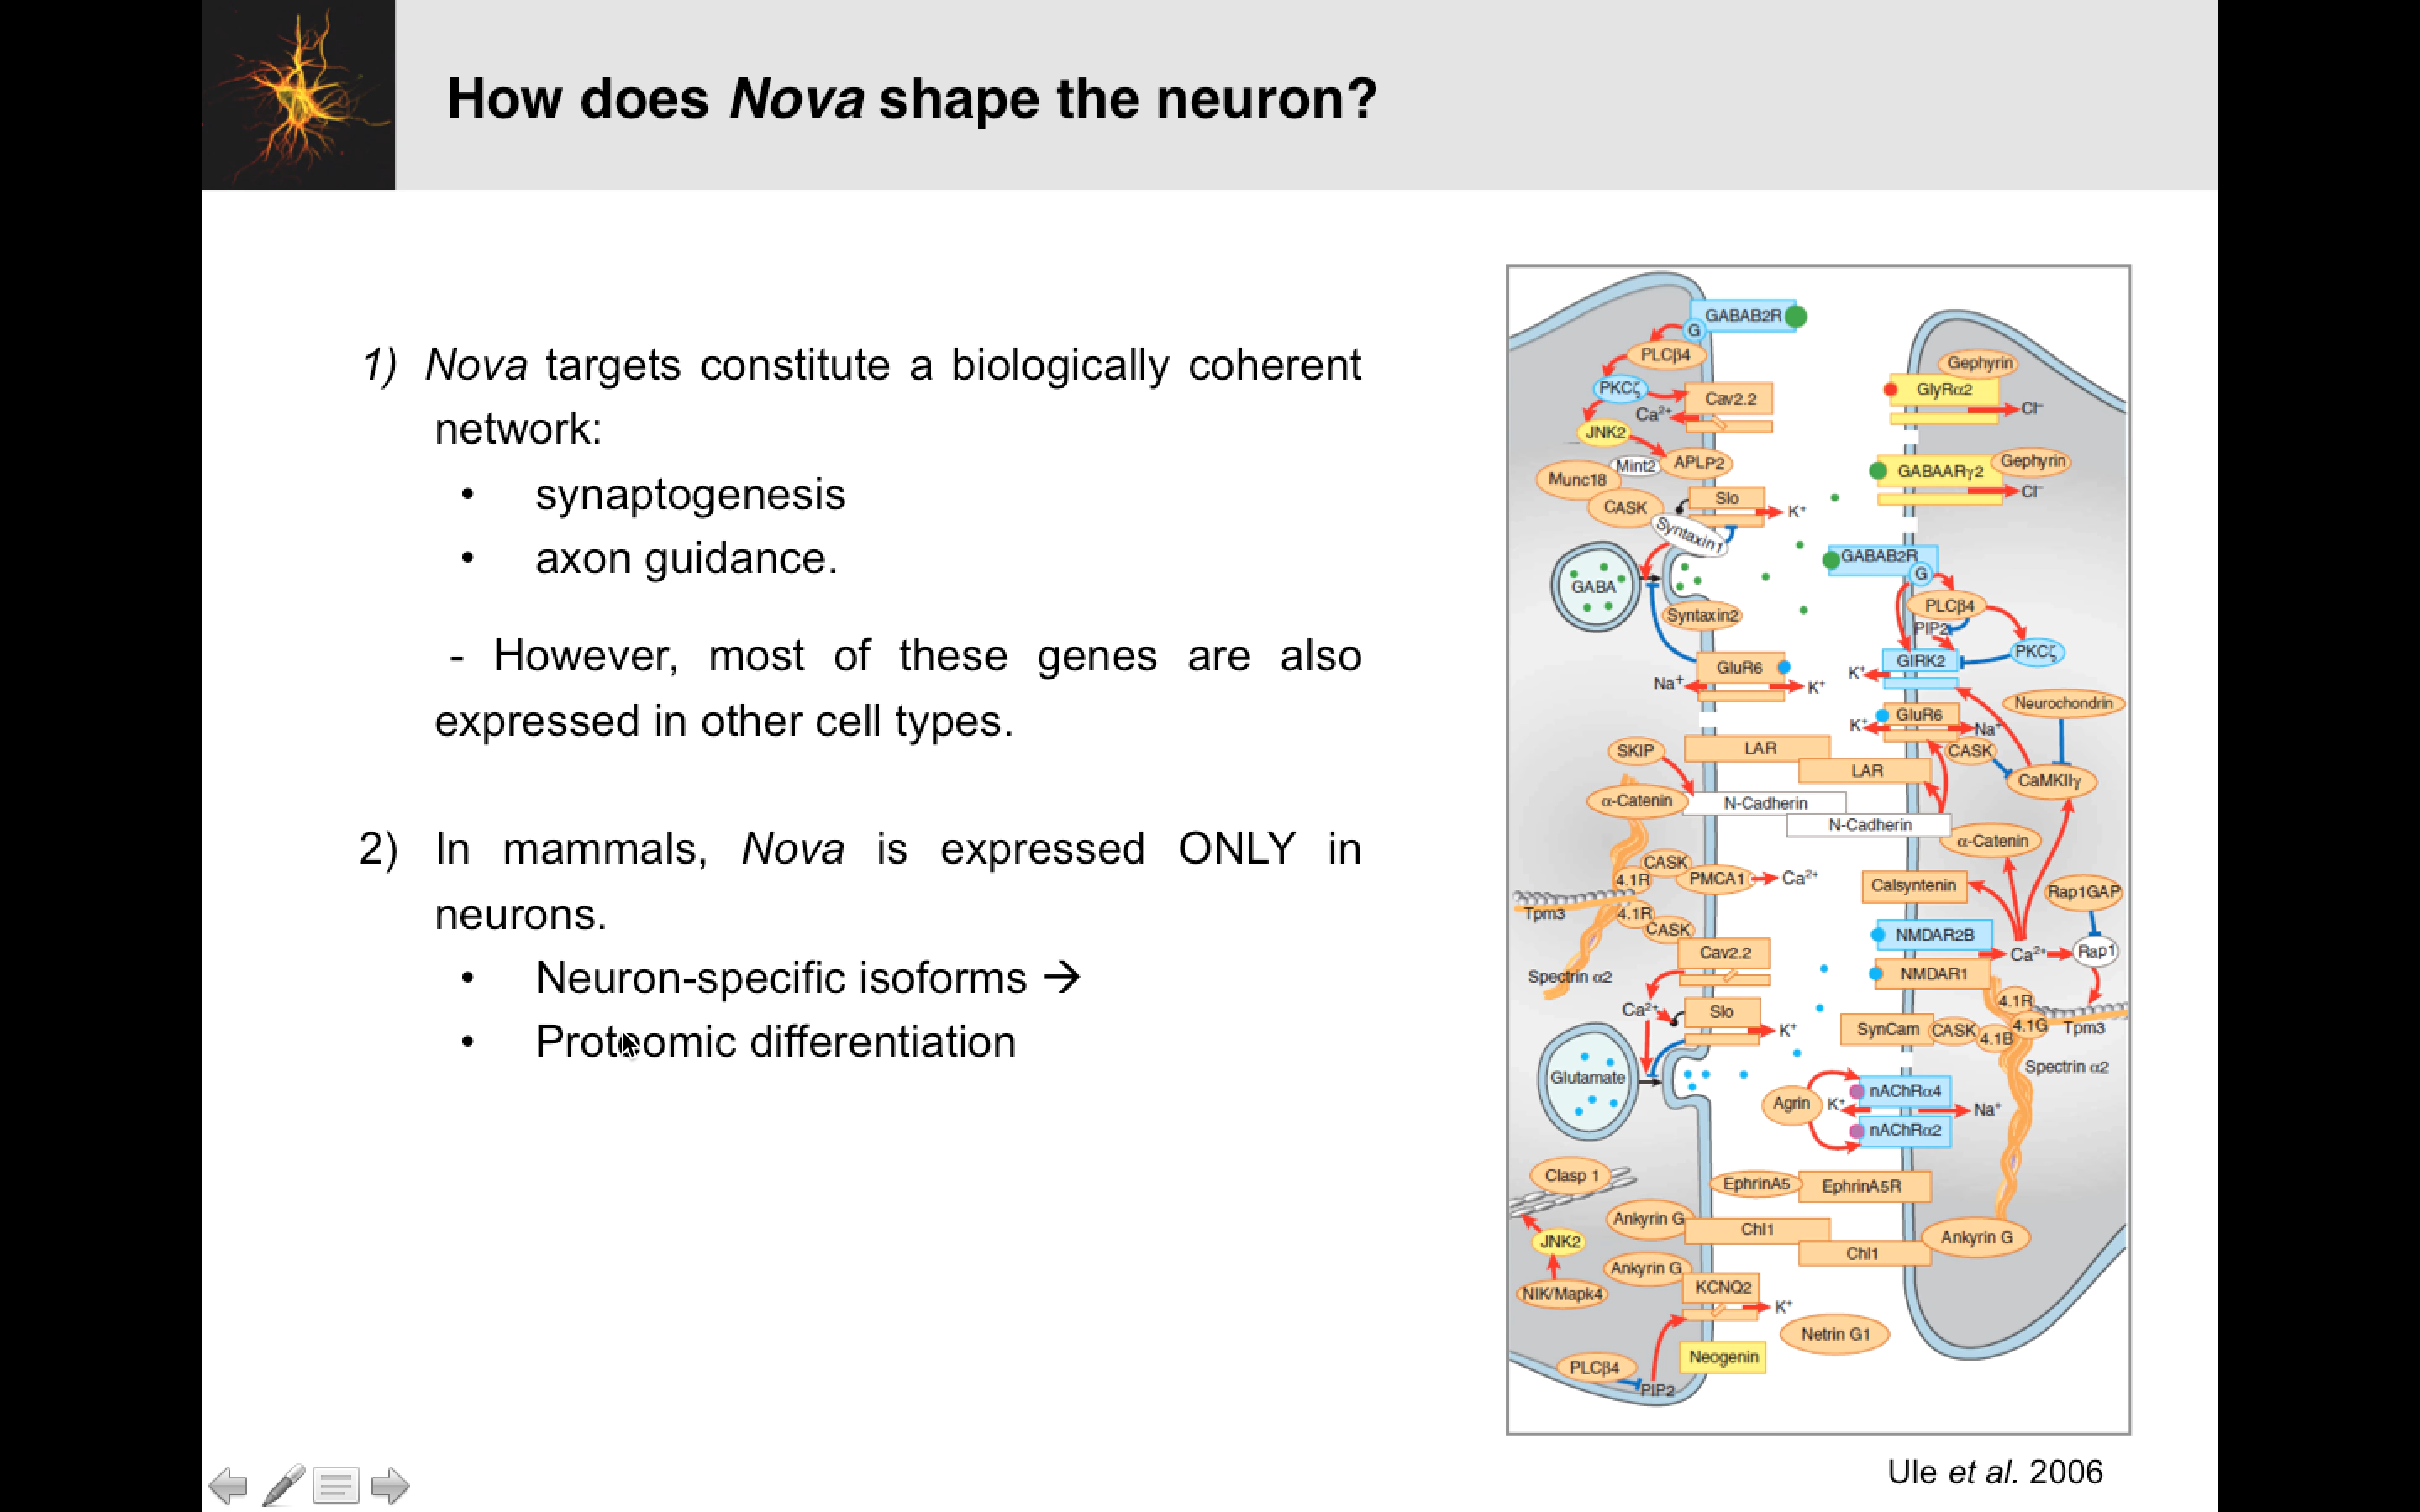 How does Nova shape the neuron?
1) Nova targets constitute a biologically coherent
network:
• synaptogenesis
• axon guidance.
- However, most of these genes are also
expressed in other cell types.
2) In mammals, Nova is expressed ONLY in
neurons.
• Neuron-specific isoforms →
• Proteomic differentiation
GABAB2R
G
PLCβ4
PKCζ
Cav2.2
Ca²⁺
JNK2
Mint2
APLP2
Munc18
CASK
Slo
K⁺
Syntaxin1
GABA
Syntaxin2
GluR6
Na⁺
K⁺
SKIP
LAR
LAR
α-Catenin
N-Cadherin
N-Cadherin
CASK
4.1R
PMCA1
Ca²⁺
Tpm3
4.1R
CASK
Cav2.2
Spectrin α2
Ca²⁺
Slo
K⁺
Glutamate
Clasp 1
Ankyrin G
Chl1
Chl1
JNK2
Ankyrin G
NIK/Mapk4
KCNQ2
K⁺
Neogenin
PLCβ4
PIP2
Gephyrin
GlyRα2
Cl⁻
Gephyrin
GABAARγ2
Cl⁻
GABAB2R
G
PLCβ4
PIP2
PKCζ
GIRK2
K⁺
Neurochondrin
GluR6
K⁺
Na⁺
CASK
CaMKIIγ
α-Catenin
Calsyntenin
Rap1GAP
NMDAR2B
Ca²⁺
Rap1
NMDAR1
4.1R
SynCam
CASK
4.1B
4.1G
Tpm3
Spectrin α2
Agrin
K⁺
nAChRα4
Na⁺
nAChRα2
EphrinA5
EphrinA5R
Ankyrin G
Netrin G1
Ule et al. 2006